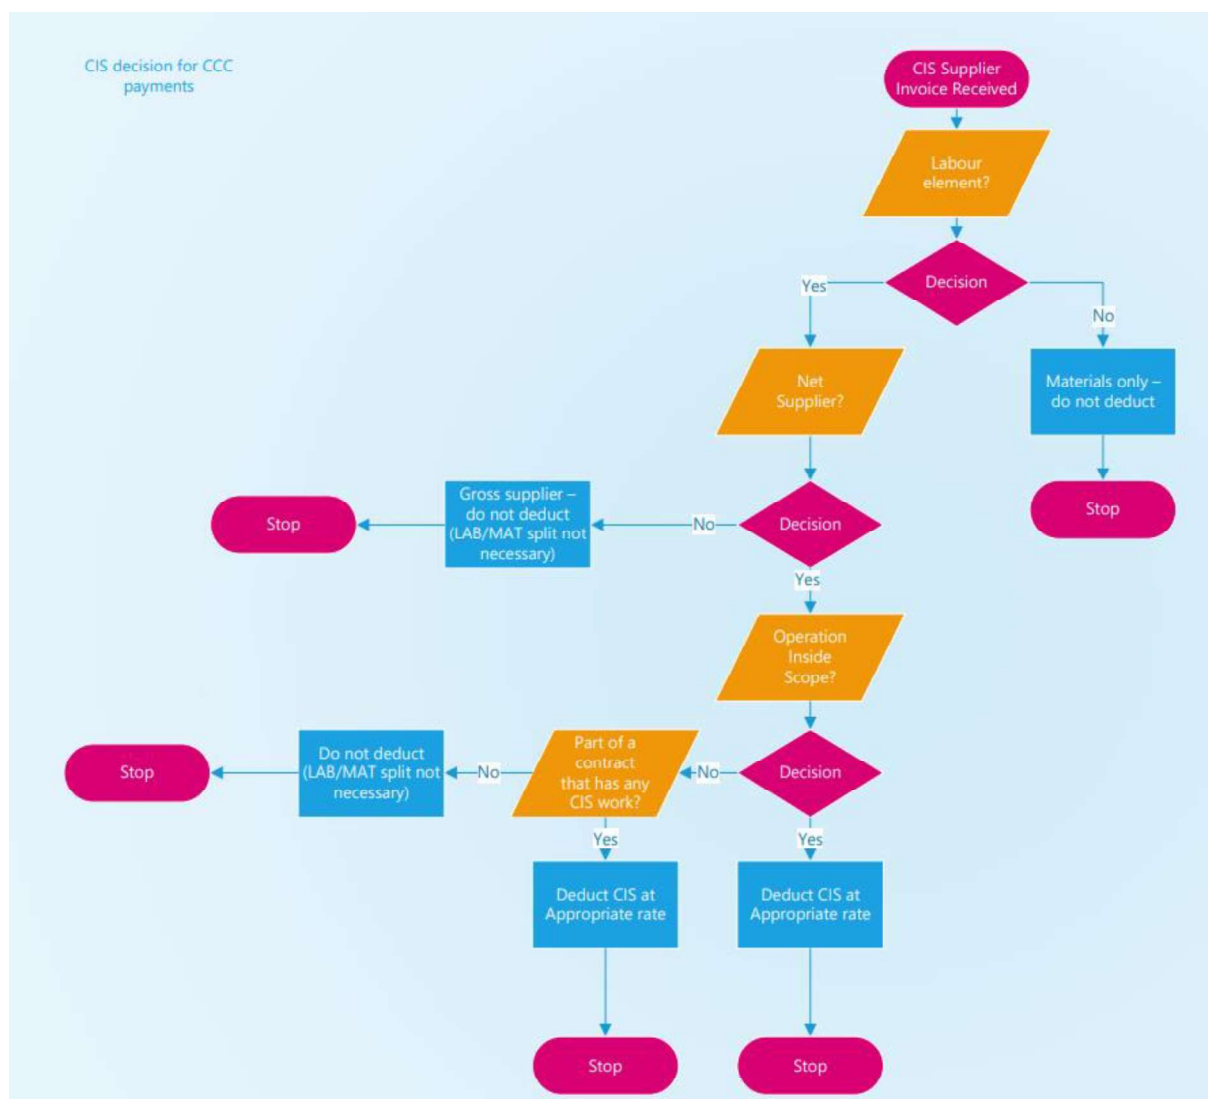 CIS decision for CCC
payments
CIS Supplier
Invoice Received
Labour
element?
Decision
Yes
No
Net
Supplier?
Materials only –
do not deduct
Gross supplier –
do not deduct
(LAB/MAT split not
necessary)
Stop
No
Decision
Stop
Yes
Operation
Inside
Scope?
Part of a
contract
that has any
CIS work?
Do not deduct
(LAB/MAT split not
necessary)
Stop
No
No
Decision
Yes
Yes
Deduct CIS at
Appropriate rate
Deduct CIS at
Appropriate rate
Stop
Stop